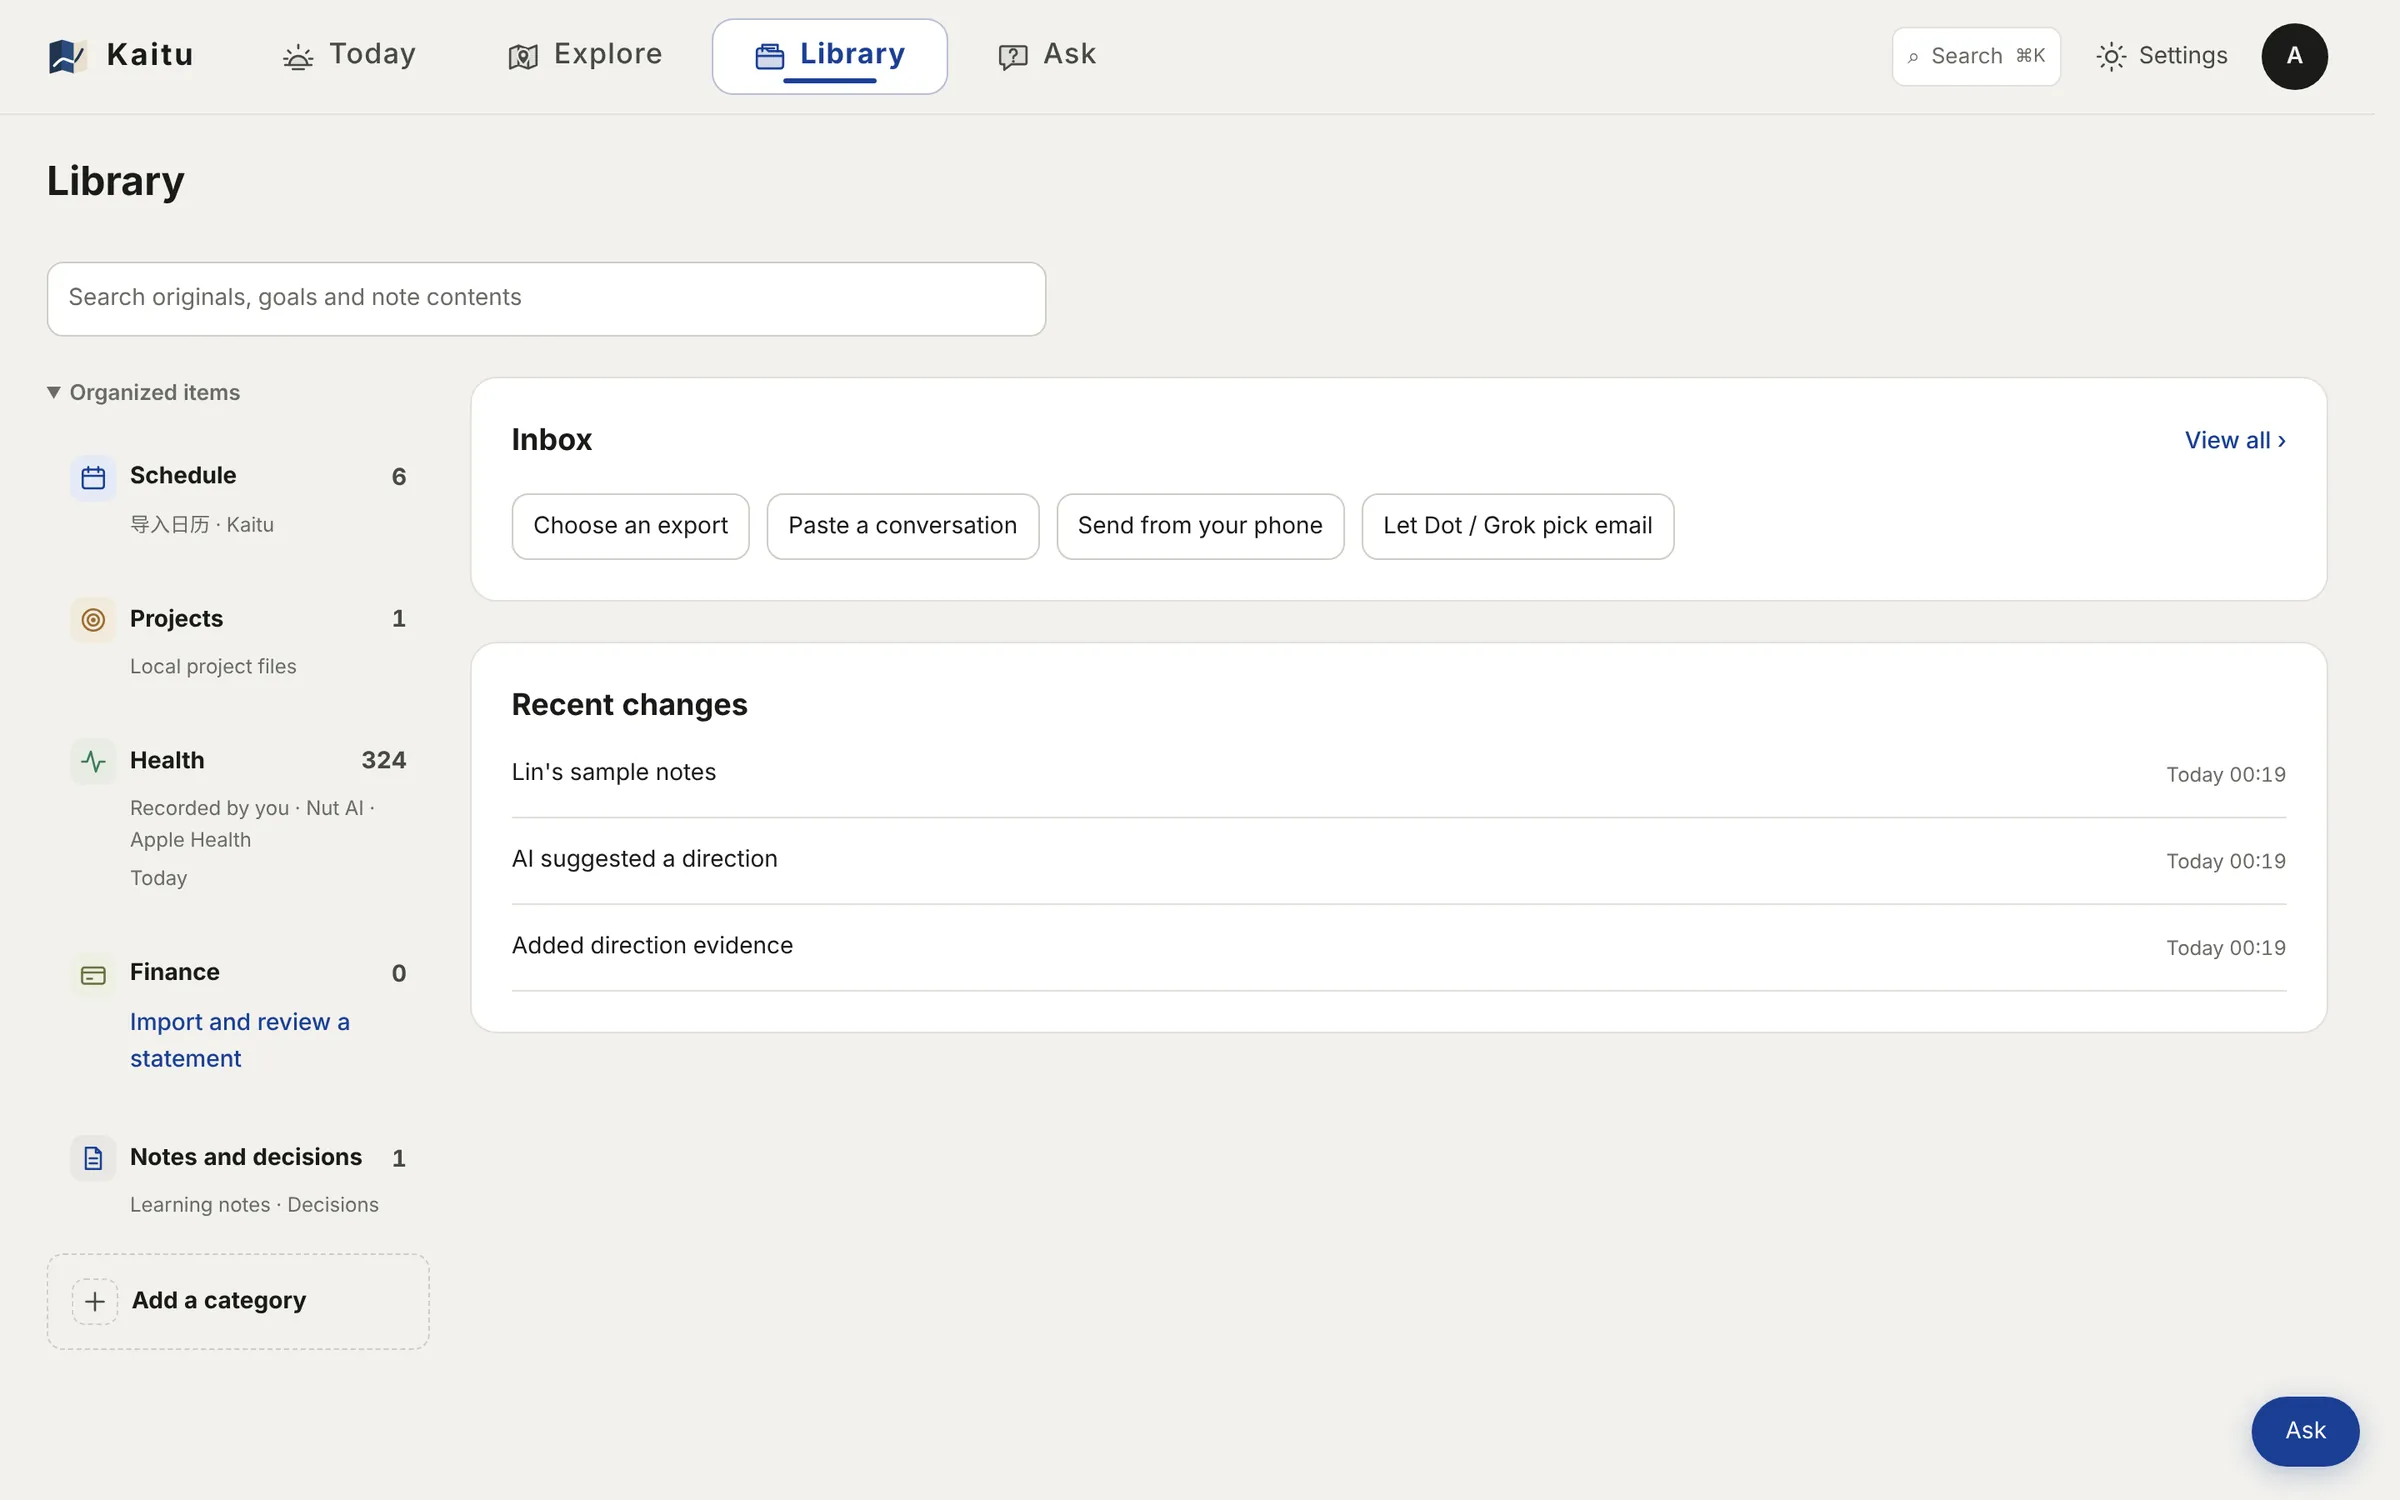 Kaitu
Today
Explore
Library
Ask
Search ⌘K
Settings
A
Library
Search originals, goals and note contents
▼ Organized items
Schedule 6
导入日历 · Kaitu
Projects 1
Local project files
Health 324
Recorded by you · Nut AI ·
Apple Health
Today
Finance 0
Import and review a
statement
Notes and decisions 1
Learning notes · Decisions
+ Add a category
Inbox
View all ›
Choose an export
Paste a conversation
Send from your phone
Let Dot / Grok pick email
Recent changes
Lin's sample notes Today 00:19
AI suggested a direction Today 00:19
Added direction evidence Today 00:19
Ask